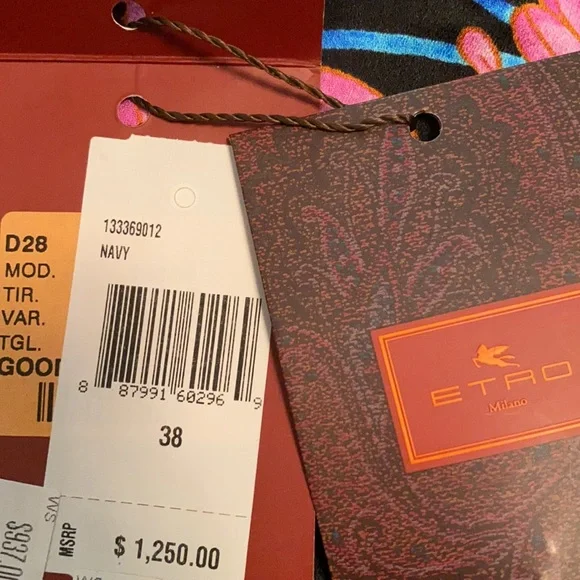 133369012
NAVY
8 87991 60296 9
38
MSRP $ 1,250.00
D28
MOD.
TIR.
VAR.
TGL.
ETRO
Milano